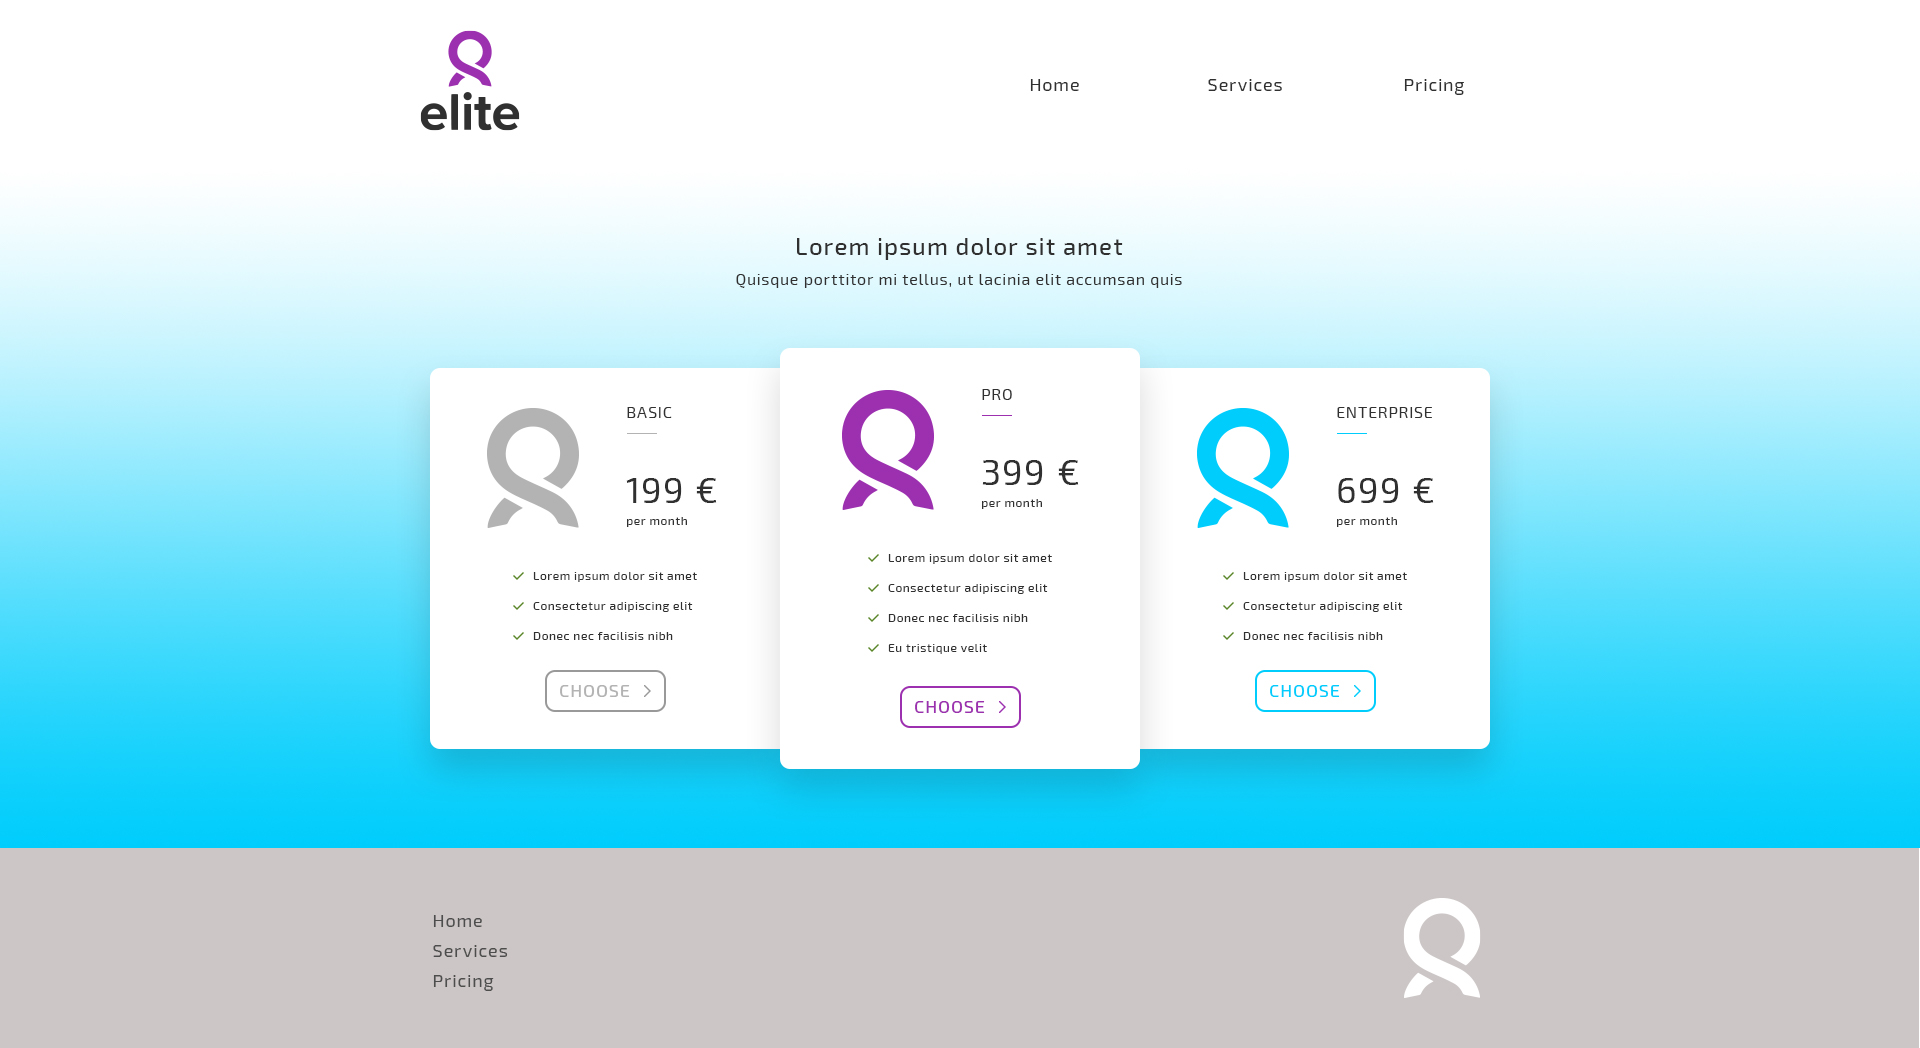 elite
Home
Services
Pricing
Lorem ipsum dolor sit amet
Quisque porttitor mi tellus, ut lacinia elit accumsan quis
BASIC
199 €
per month
Lorem ipsum dolor sit amet
Consectetur adipiscing elit
Donec nec facilisis nibh
CHOOSE
PRO
399 €
per month
Lorem ipsum dolor sit amet
Consectetur adipiscing elit
Donec nec facilisis nibh
Eu tristique velit
CHOOSE
ENTERPRISE
699 €
per month
Lorem ipsum dolor sit amet
Consectetur adipiscing elit
Donec nec facilisis nibh
CHOOSE
Home
Services
Pricing